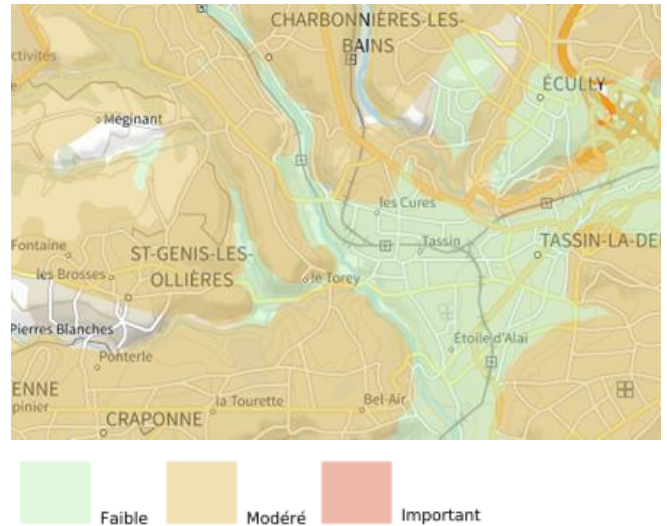 CHARBONNIÈRES-LES-
BAINS
ctivités
e
ÉCULLY
Méginant
les Cures
Fontaine
ST-GENIS-LES-
OLLIÈRES
Tassin
TASSIN-LA-DE
les Brosses
le Torey
Pierres Blanches
Étoile d'Alaï
Ponterle
ENNE
pinier
la Tourette
Bel-Air
CRAPONNE
Faible
Modéré
Important